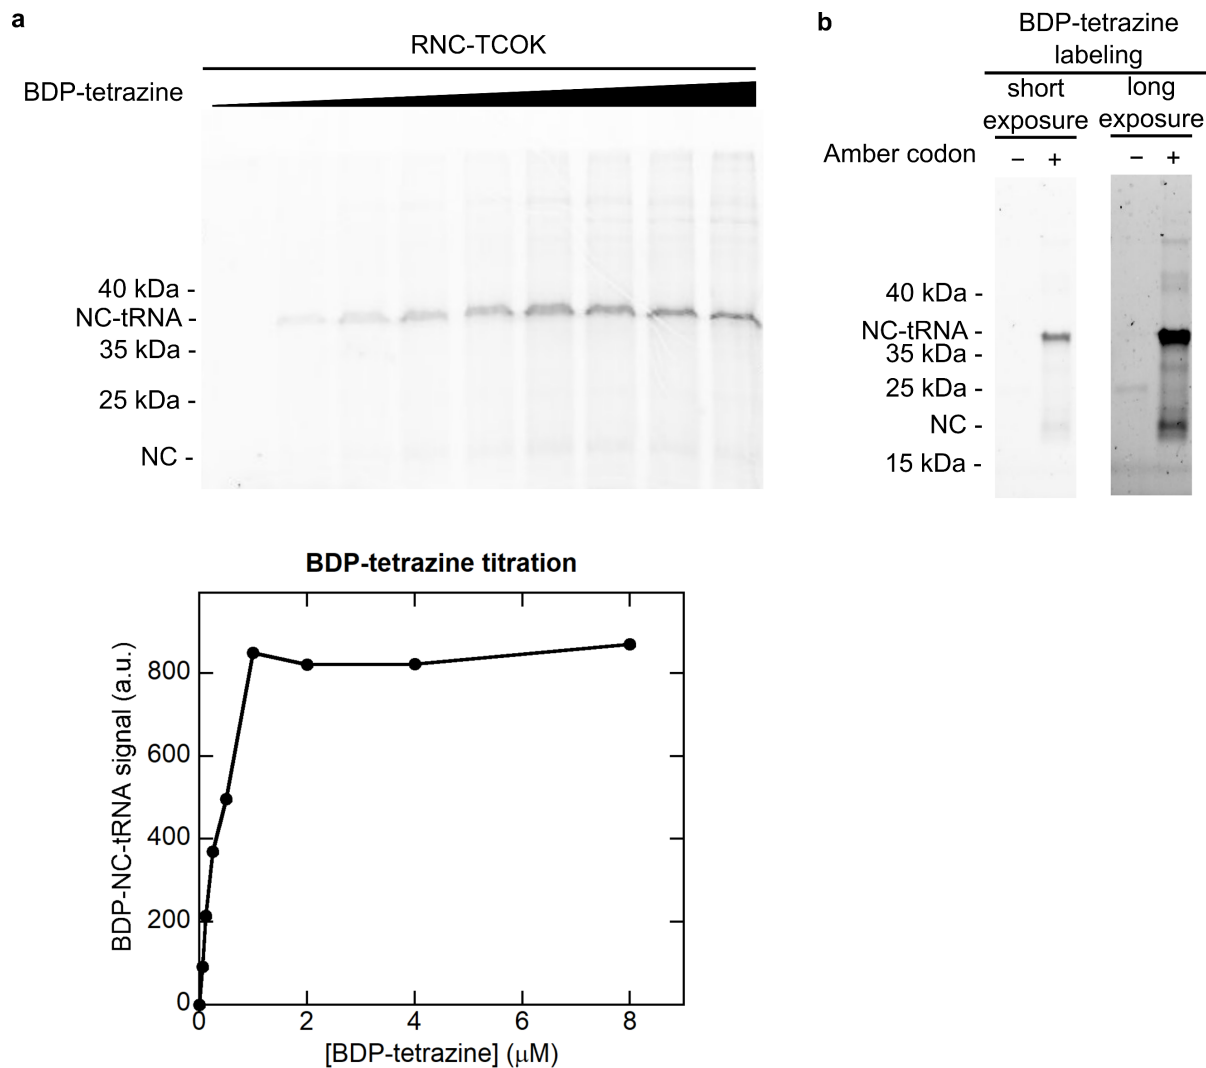 a
RNC-TCOK
BDP-tetrazine
40 kDa -
NC-tRNA -
35 kDa -
25 kDa -
NC -
BDP-tetrazine titration
BDP-NC-tRNA signal (a.u.)
800
600
400
200
0
0 2 4 6 8
[BDP-tetrazine] (μM)
b
BDP-tetrazine
labeling
short
exposure
long
exposure
Amber codon − + − +
40 kDa -
NC-tRNA -
35 kDa -
25 kDa -
NC -
15 kDa -